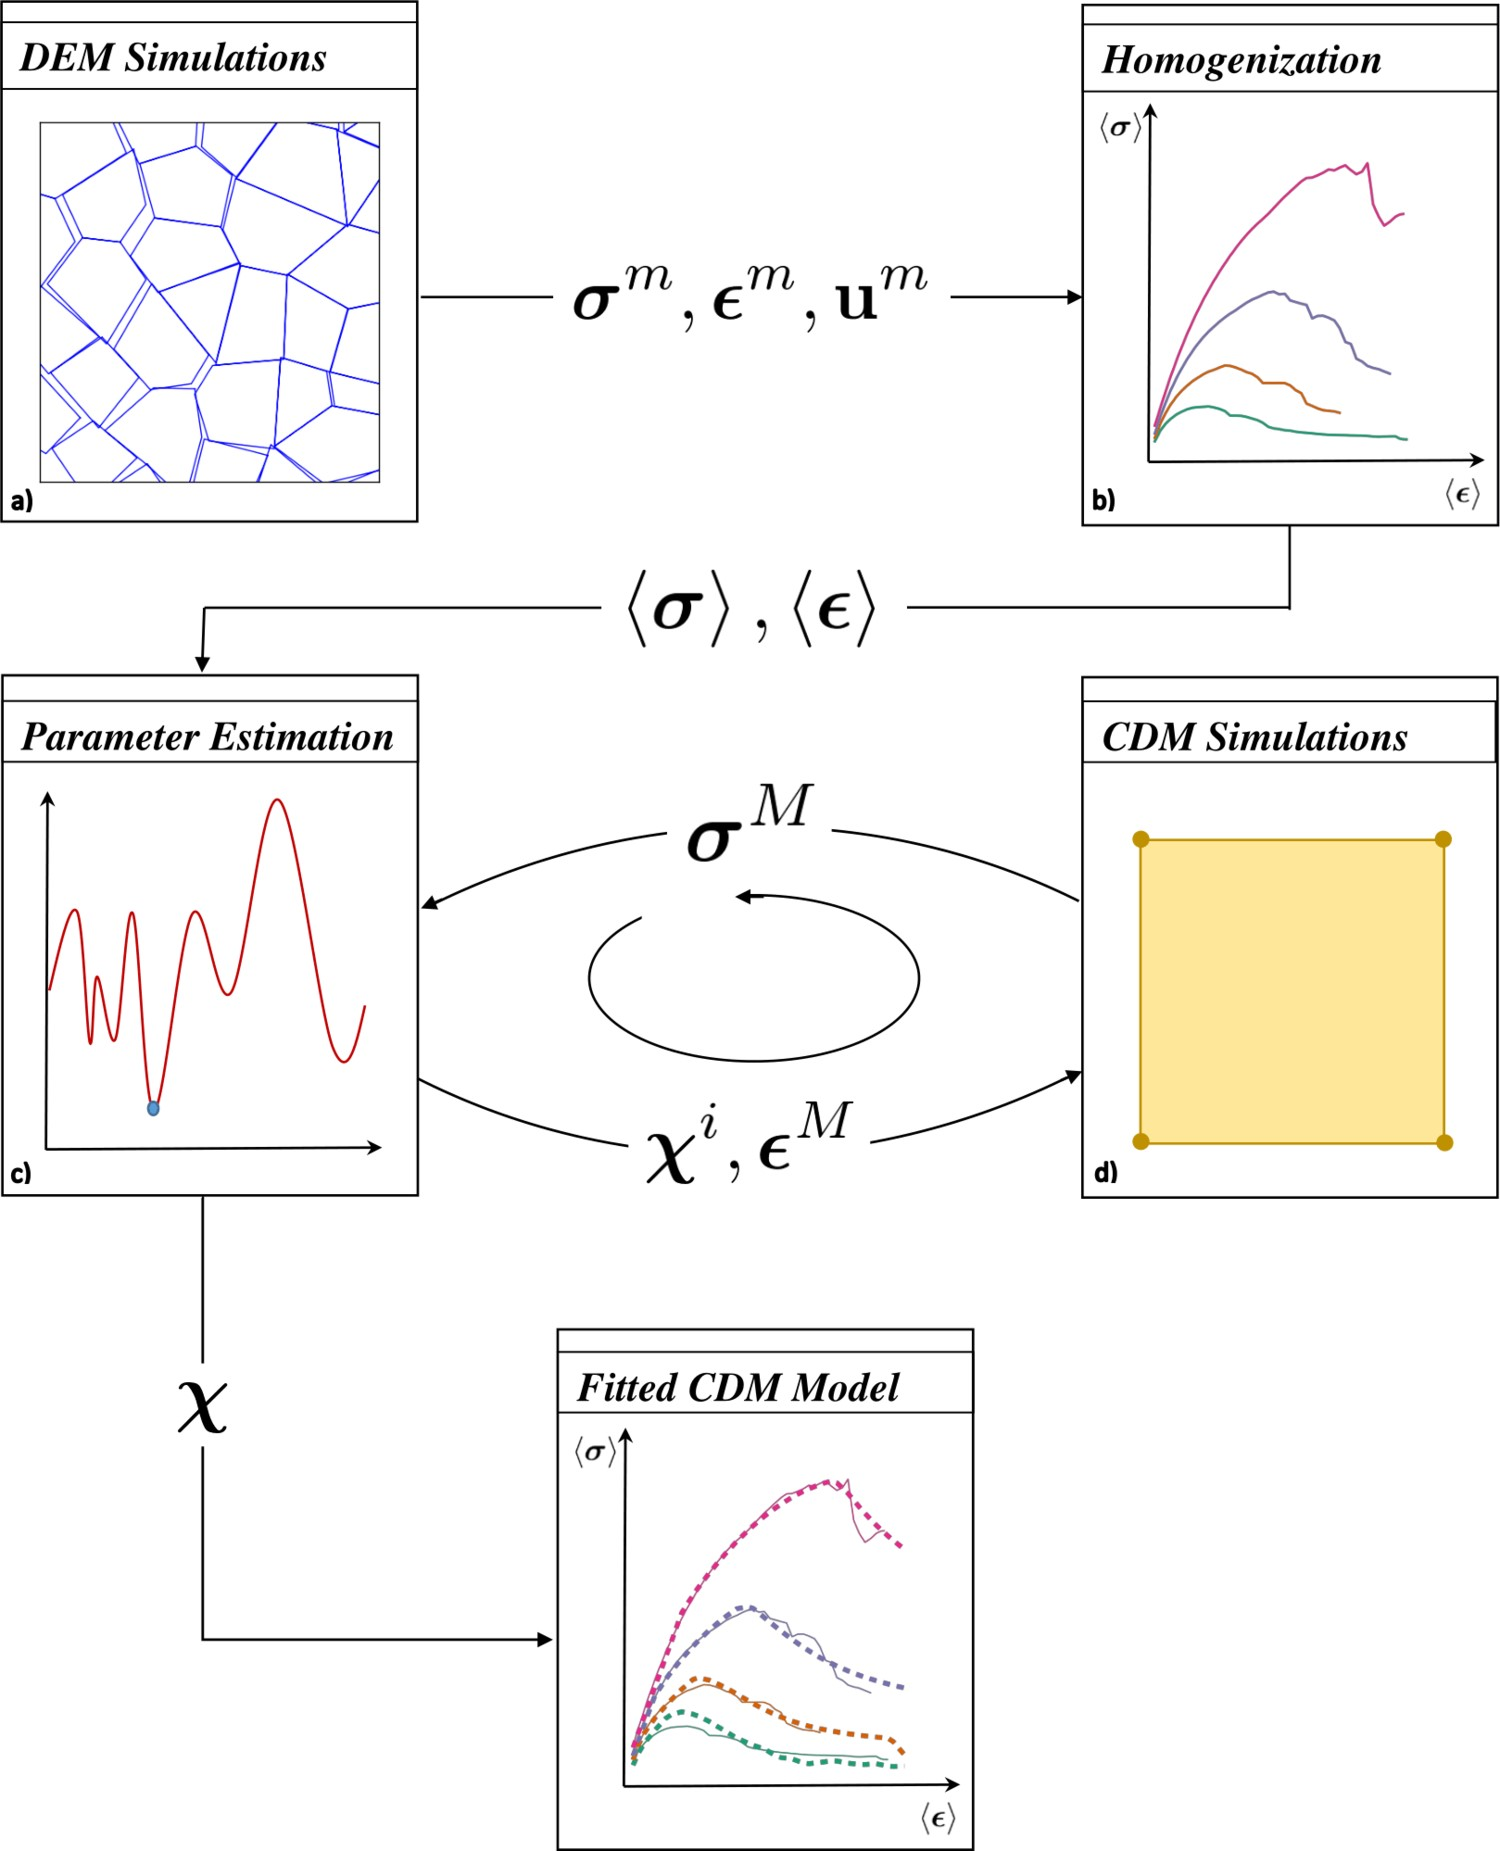 DEM Simulations
a)
σ^m, ϵ^m, u^m
Homogenization
⟨σ⟩
⟨ϵ⟩
b)
⟨σ⟩, ⟨ϵ⟩
Parameter Estimation
c)
σ^M
χ^i, ϵ^M
CDM Simulations
d)
χ
Fitted CDM Model
⟨σ⟩
⟨ϵ⟩